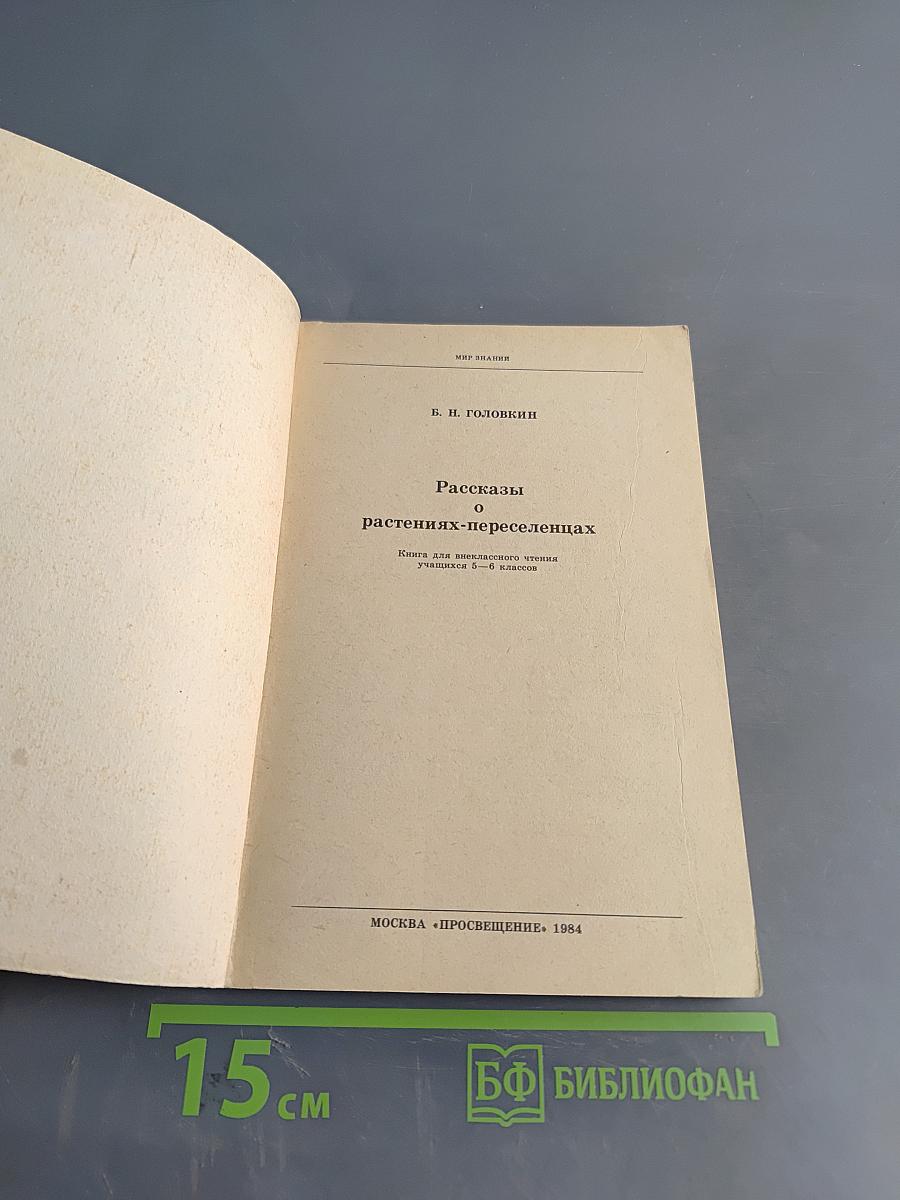 МИР ЗНАНИЙ
Б. Н. ГОЛОВКИН
Рассказы
о
растениях-переселенцах
Книга для внеклассного чтения
учащихся 5—6 классов
МОСКВА «ПРОСВЕЩЕНИЕ» 1984
15 см
БФ БИБЛИОФАН